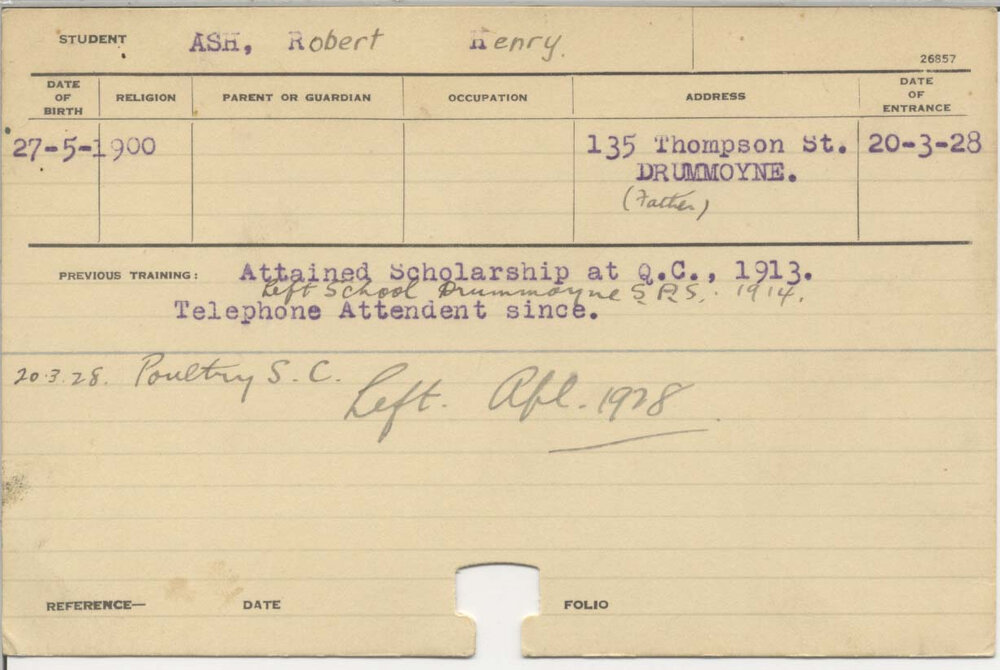 STUDENT ASH, Robert Henry.
26857
DATE OF BIRTH RELIGION PARENT OR GUARDIAN OCCUPATION ADDRESS DATE OF ENTRANCE
27-5-1900 135 Thompson St. 20-3-28
DRUMMOYNE.
(Father)
PREVIOUS TRAINING: Attained Scholarship at Q.C., 1913.
Left School Drummoyne S.P.S. 1914.
Telephone Attendent since.
20.3.28. Poultry S.C.
Left. Apl. 1928
REFERENCE— DATE FOLIO